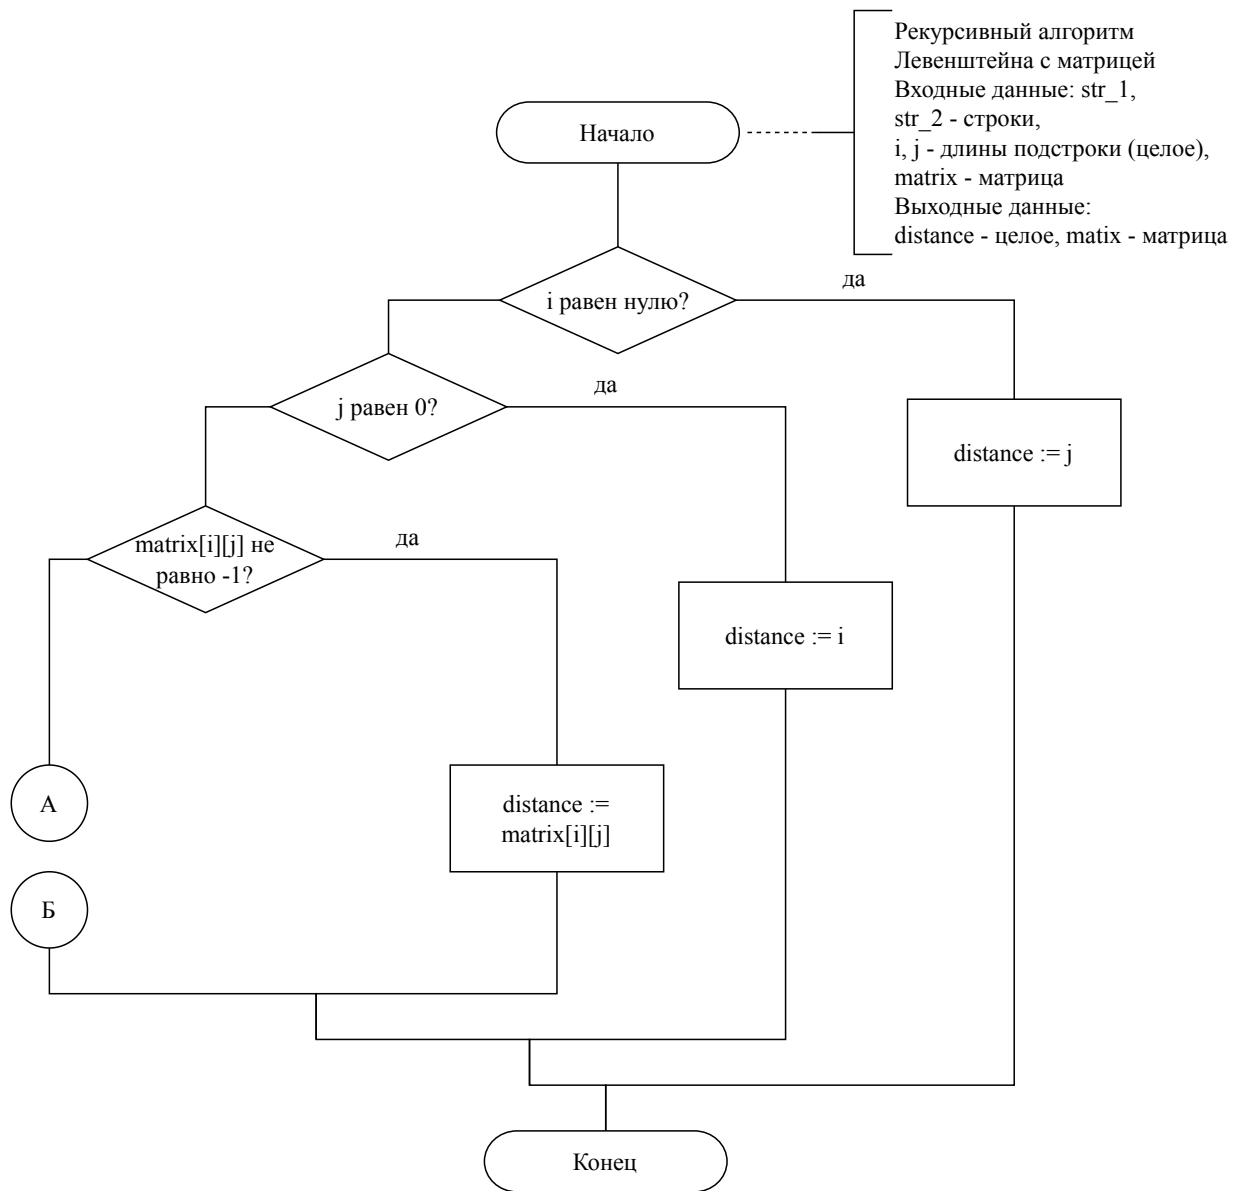 Рекурсивный алгоритм
Левенштейна с матрицей
Входные данные: str_1,
str_2 - строки,
i, j - длины подстроки (целое),
matrix - матрица
Выходные данные:
distance - целое, matix - матрица
Начало
i равен нулю?
да
j равен 0?
да
distance := j
matrix[i][j] не
равно -1?
да
distance := i
А
distance :=
matrix[i][j]
Б
Конец